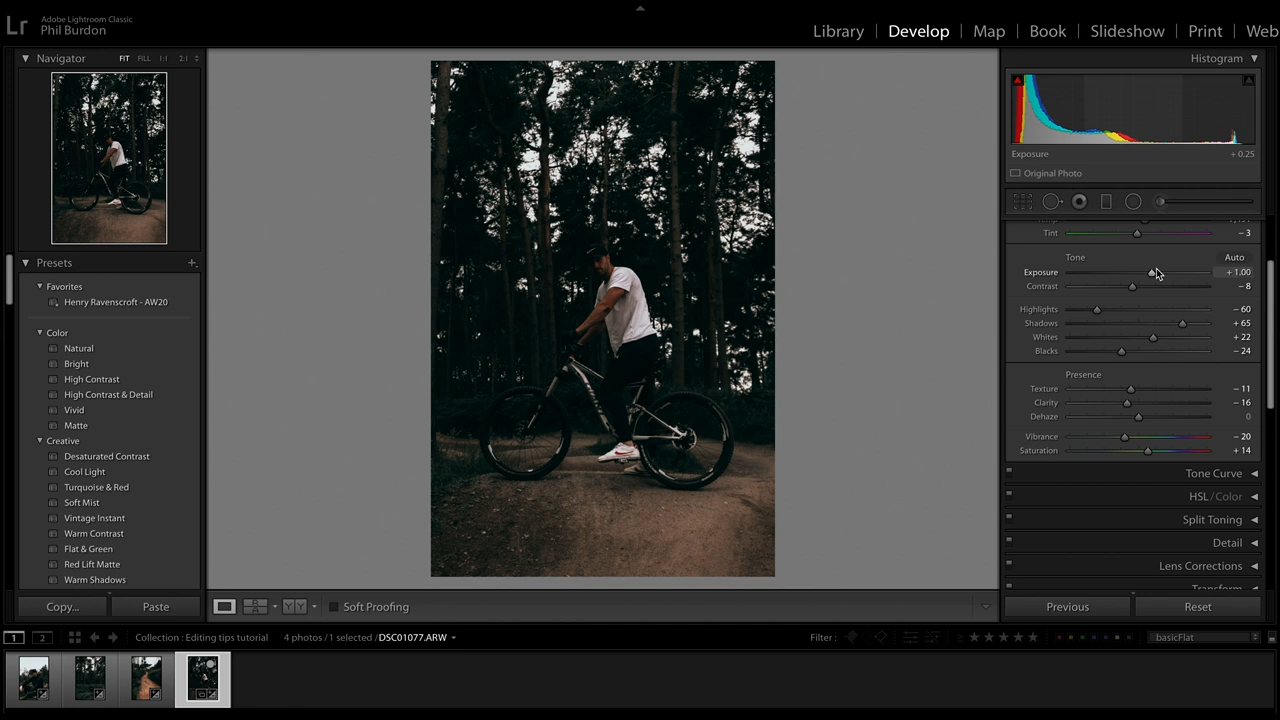 Lr
Adobe Lightroom Classic
Phil Burdon
Library | Develop | Map | Book | Slideshow | Print | Web
Navigator FIT FILL 1:1 2:1
Presets +
Favorites
Henry Ravenscroft - AW20
Color
Natural
Bright
High Contrast
High Contrast & Detail
Vivid
Matte
Creative
Desaturated Contrast
Cool Light
Turquoise & Red
Soft Mist
Vintage Instant
Warm Contrast
Flat & Green
Red Lift Matte
Warm Shadows
Copy... Paste
R A
Y Y
Soft Proofing
Histogram
Exposure + 0.25
Original Photo
Tint − 3
Tone Auto
Exposure + 1.00
Contrast − 8
Highlights − 60
Shadows + 65
Whites + 22
Blacks − 24
Presence
Texture − 11
Clarity − 16
Dehaze 0
Vibrance − 20
Saturation + 14
Tone Curve
HSL / Color
Split Toning
Detail
Lens Corrections
Transform
Previous Reset
1 2 Collection : Editing tips tutorial 4 photos / 1 selected / DSC01077.ARW Filter : basicFlat